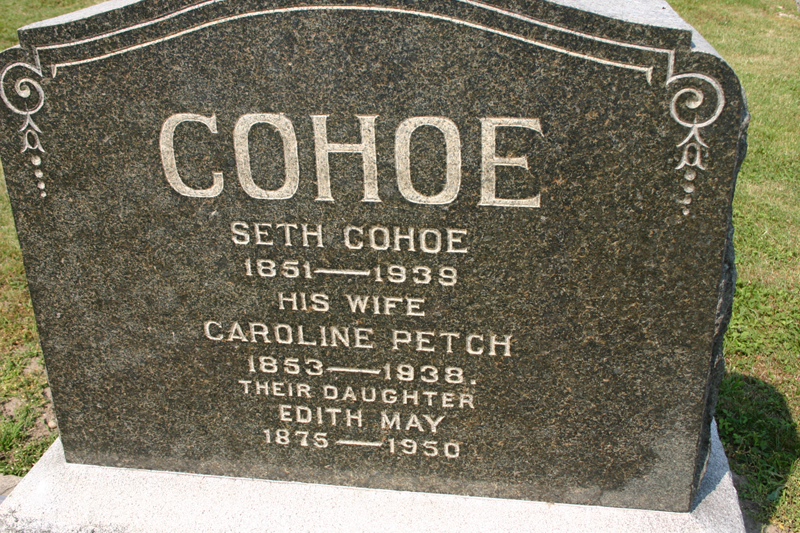 COHOE
SETH COHOE
1851—1939
HIS WIFE
CAROLINE PETCH
1853—1938.
THEIR DAUGHTER
EDITH MAY
1875—1950